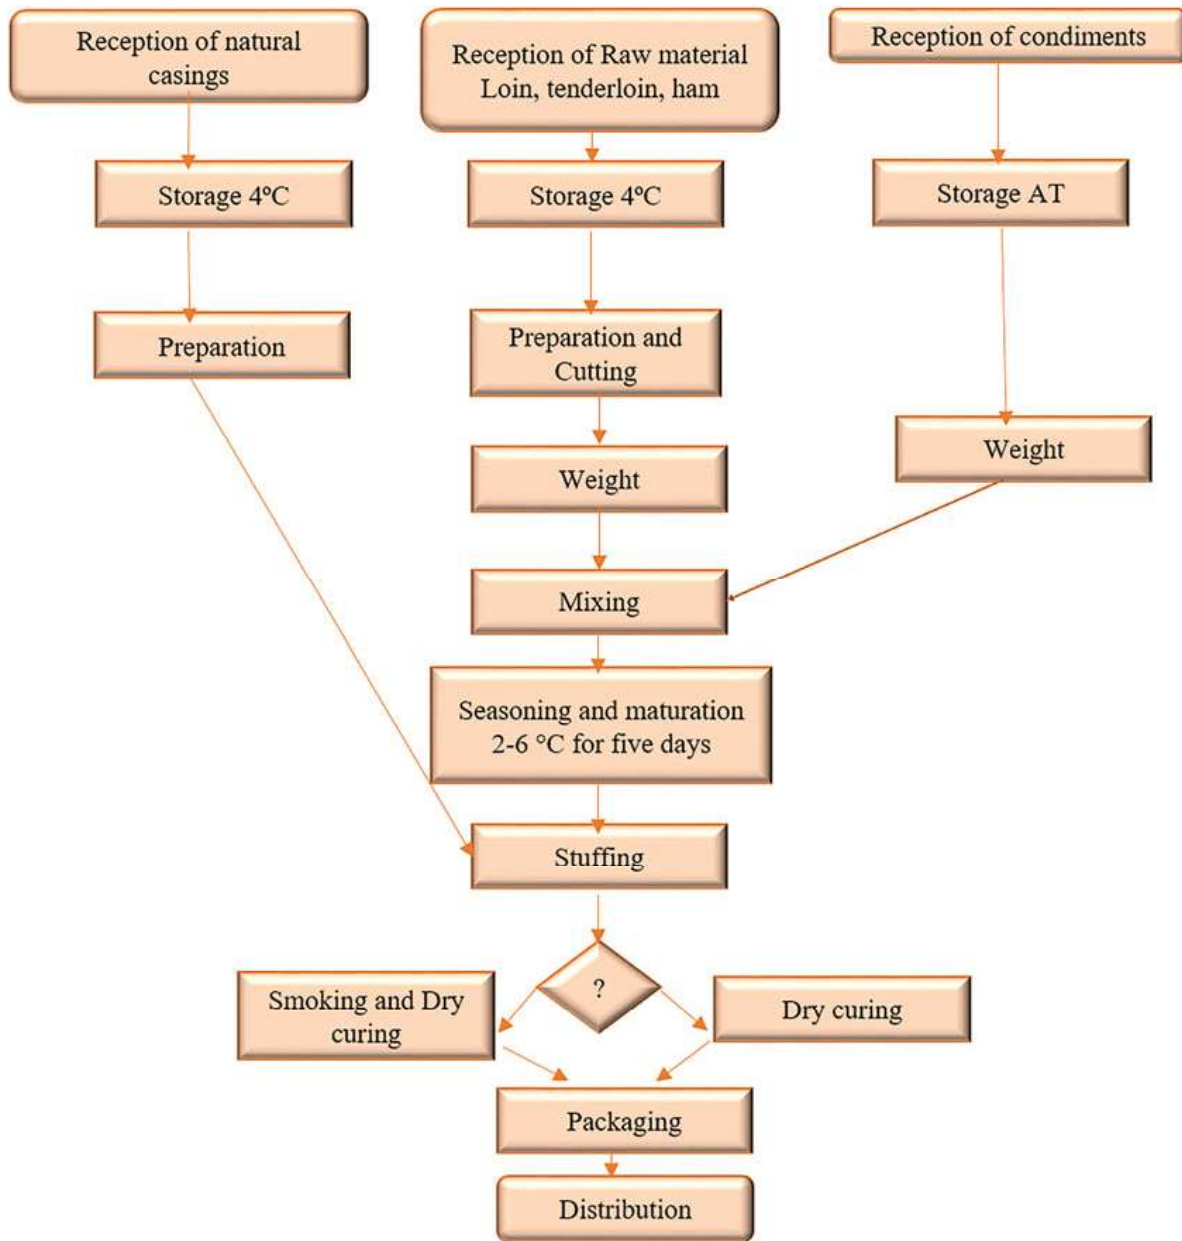 Reception of natural
casings
Reception of Raw material
Loin, tenderloin, ham
Reception of condiments
Storage 4ºC
Storage 4ºC
Storage AT
Preparation
Preparation and
Cutting
Weight
Weight
Mixing
Seasoning and maturation
2-6 °C for five days
Stuffing
?
Smoking and Dry
curing
Dry curing
Packaging
Distribution